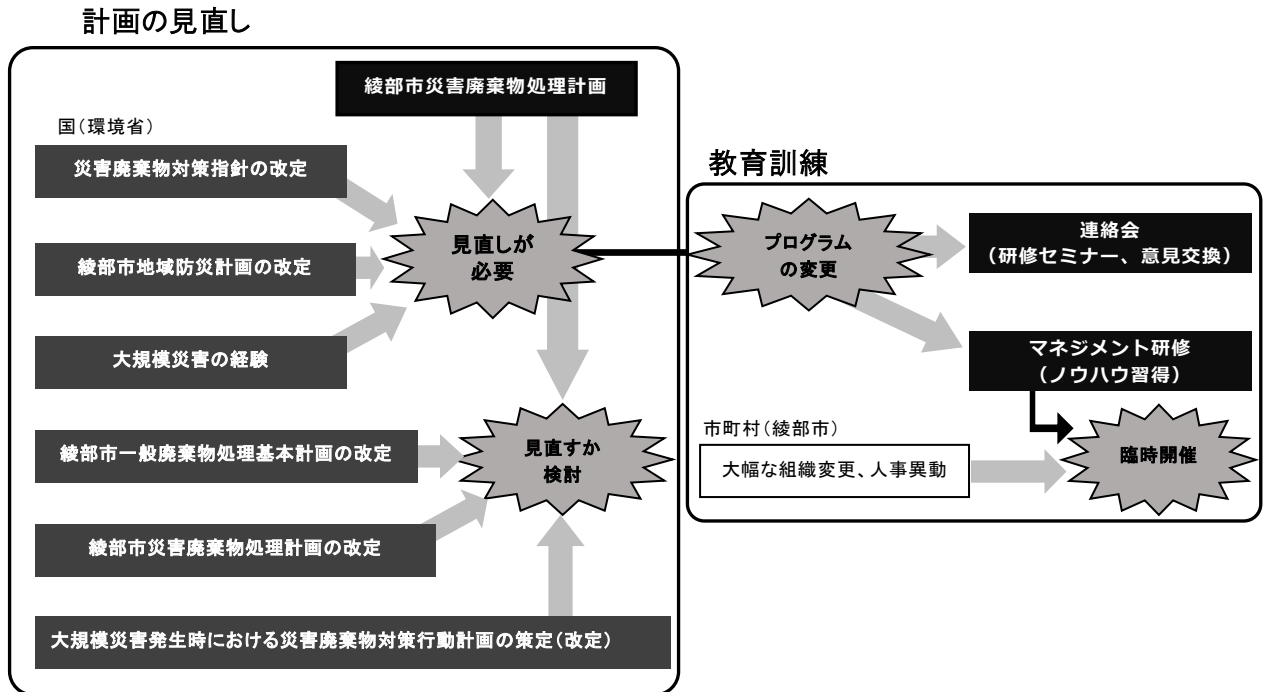 計画の見直し
綾部市災害廃棄物処理計画
国（環境省）
災害廃棄物対策指針の改定
綾部市地域防災計画の改定
大規模災害の経験
見直しが
必要
綾部市一般廃棄物処理基本計画の改定
綾部市災害廃棄物処理計画の改定
大規模災害発生時における災害廃棄物対策行動計画の策定（改定）
見直すか
検討
教育訓練
プログラム
の変更
連絡会
（研修セミナー、意見交換）
マネジメント研修
（ノウハウ習得）
市町村（綾部市）
大幅な組織変更、人事異動
臨時開催